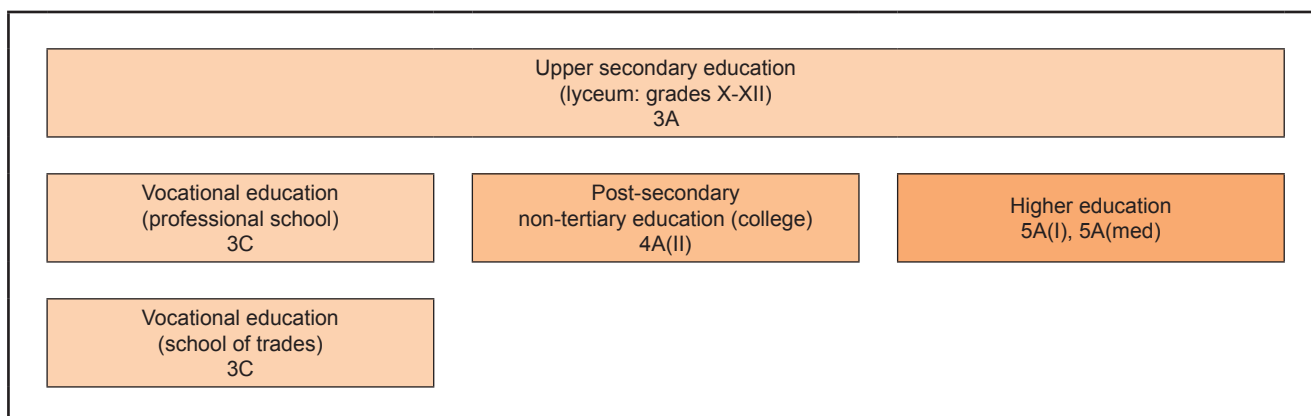 Upper secondary education
(lyceum: grades X-XII)
3A
Vocational education
(professional school)
3C
Post-secondary
non-tertiary education (college)
4A(II)
Higher education
5A(I), 5A(med)
Vocational education
(school of trades)
3C